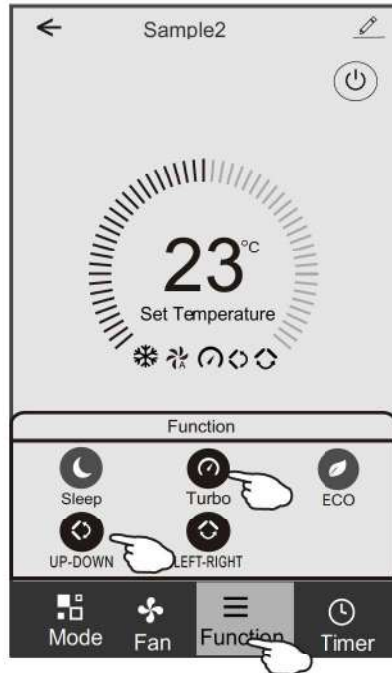 Sample2
23°C
Set Temperature
A
Function
Sleep Turbo ECO
UP-DOWN LEFT-RIGHT
Mode Fan Function Timer